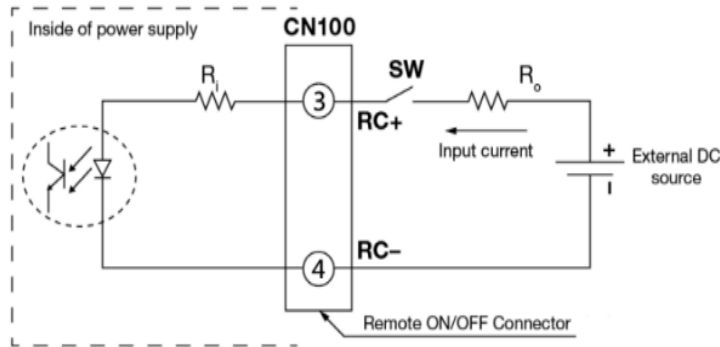 Inside of power supply
CN100
Ri
3
SW
Ro
RC+
Input current
+
External DC
source
4
RC–
Remote ON/OFF Connector